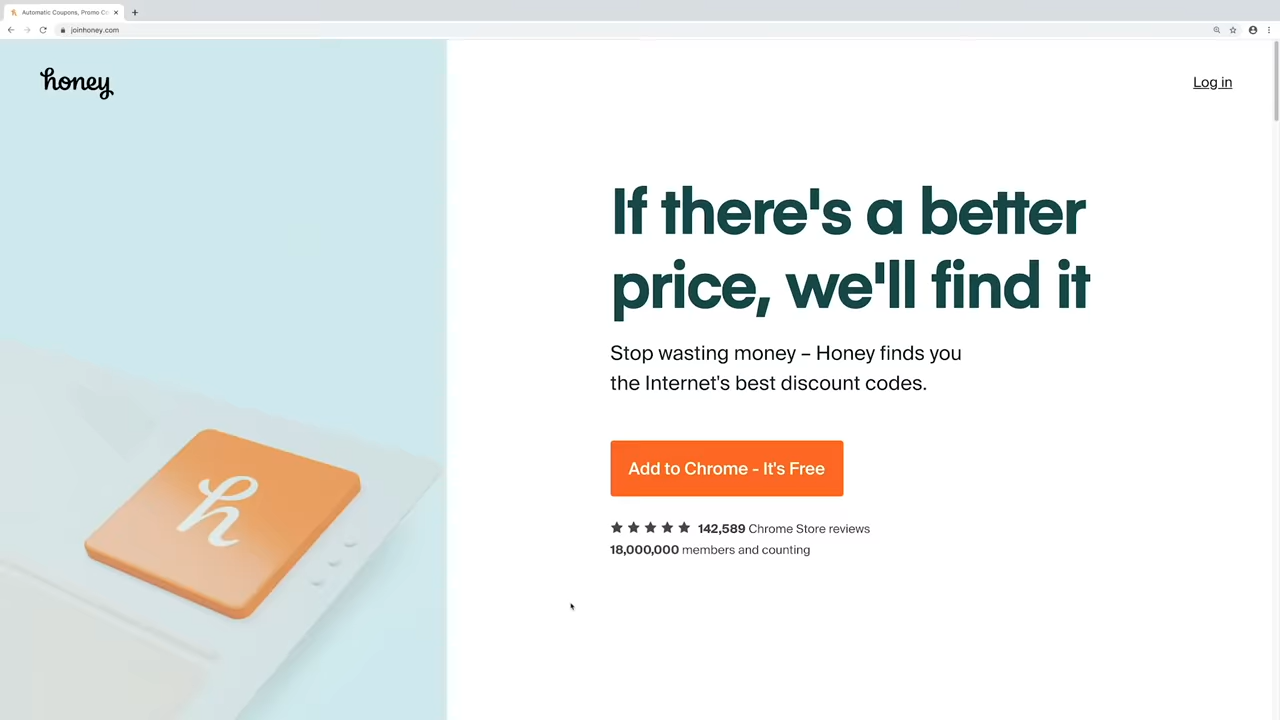 Automatic Coupons, Promo Co
joinhoney.com
honey
Log in
If there's a better
price, we'll find it
Stop wasting money – Honey finds you
the Internet's best discount codes.
Add to Chrome - It's Free
h
142,589 Chrome Store reviews
18,000,000 members and counting